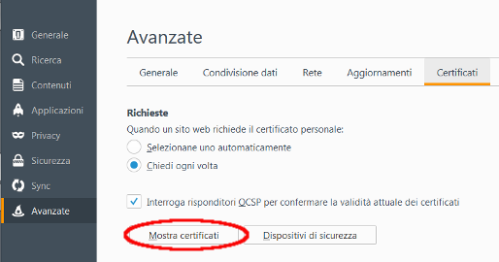 Generale
Ricerca
Contenuti
Applicazioni
Privacy
Sicurezza
Sync
Avanzate
Avanzate
Generale Condivisione dati Rete Aggiornamenti Certificati
Richieste
Quando un sito web richiede il certificato personale:
Selezionane uno automaticamente
Chiedi ogni volta
Interroga risponditori OCSP per confermare la validità attuale dei certificati
Mostra certificati Dispositivi di sicurezza